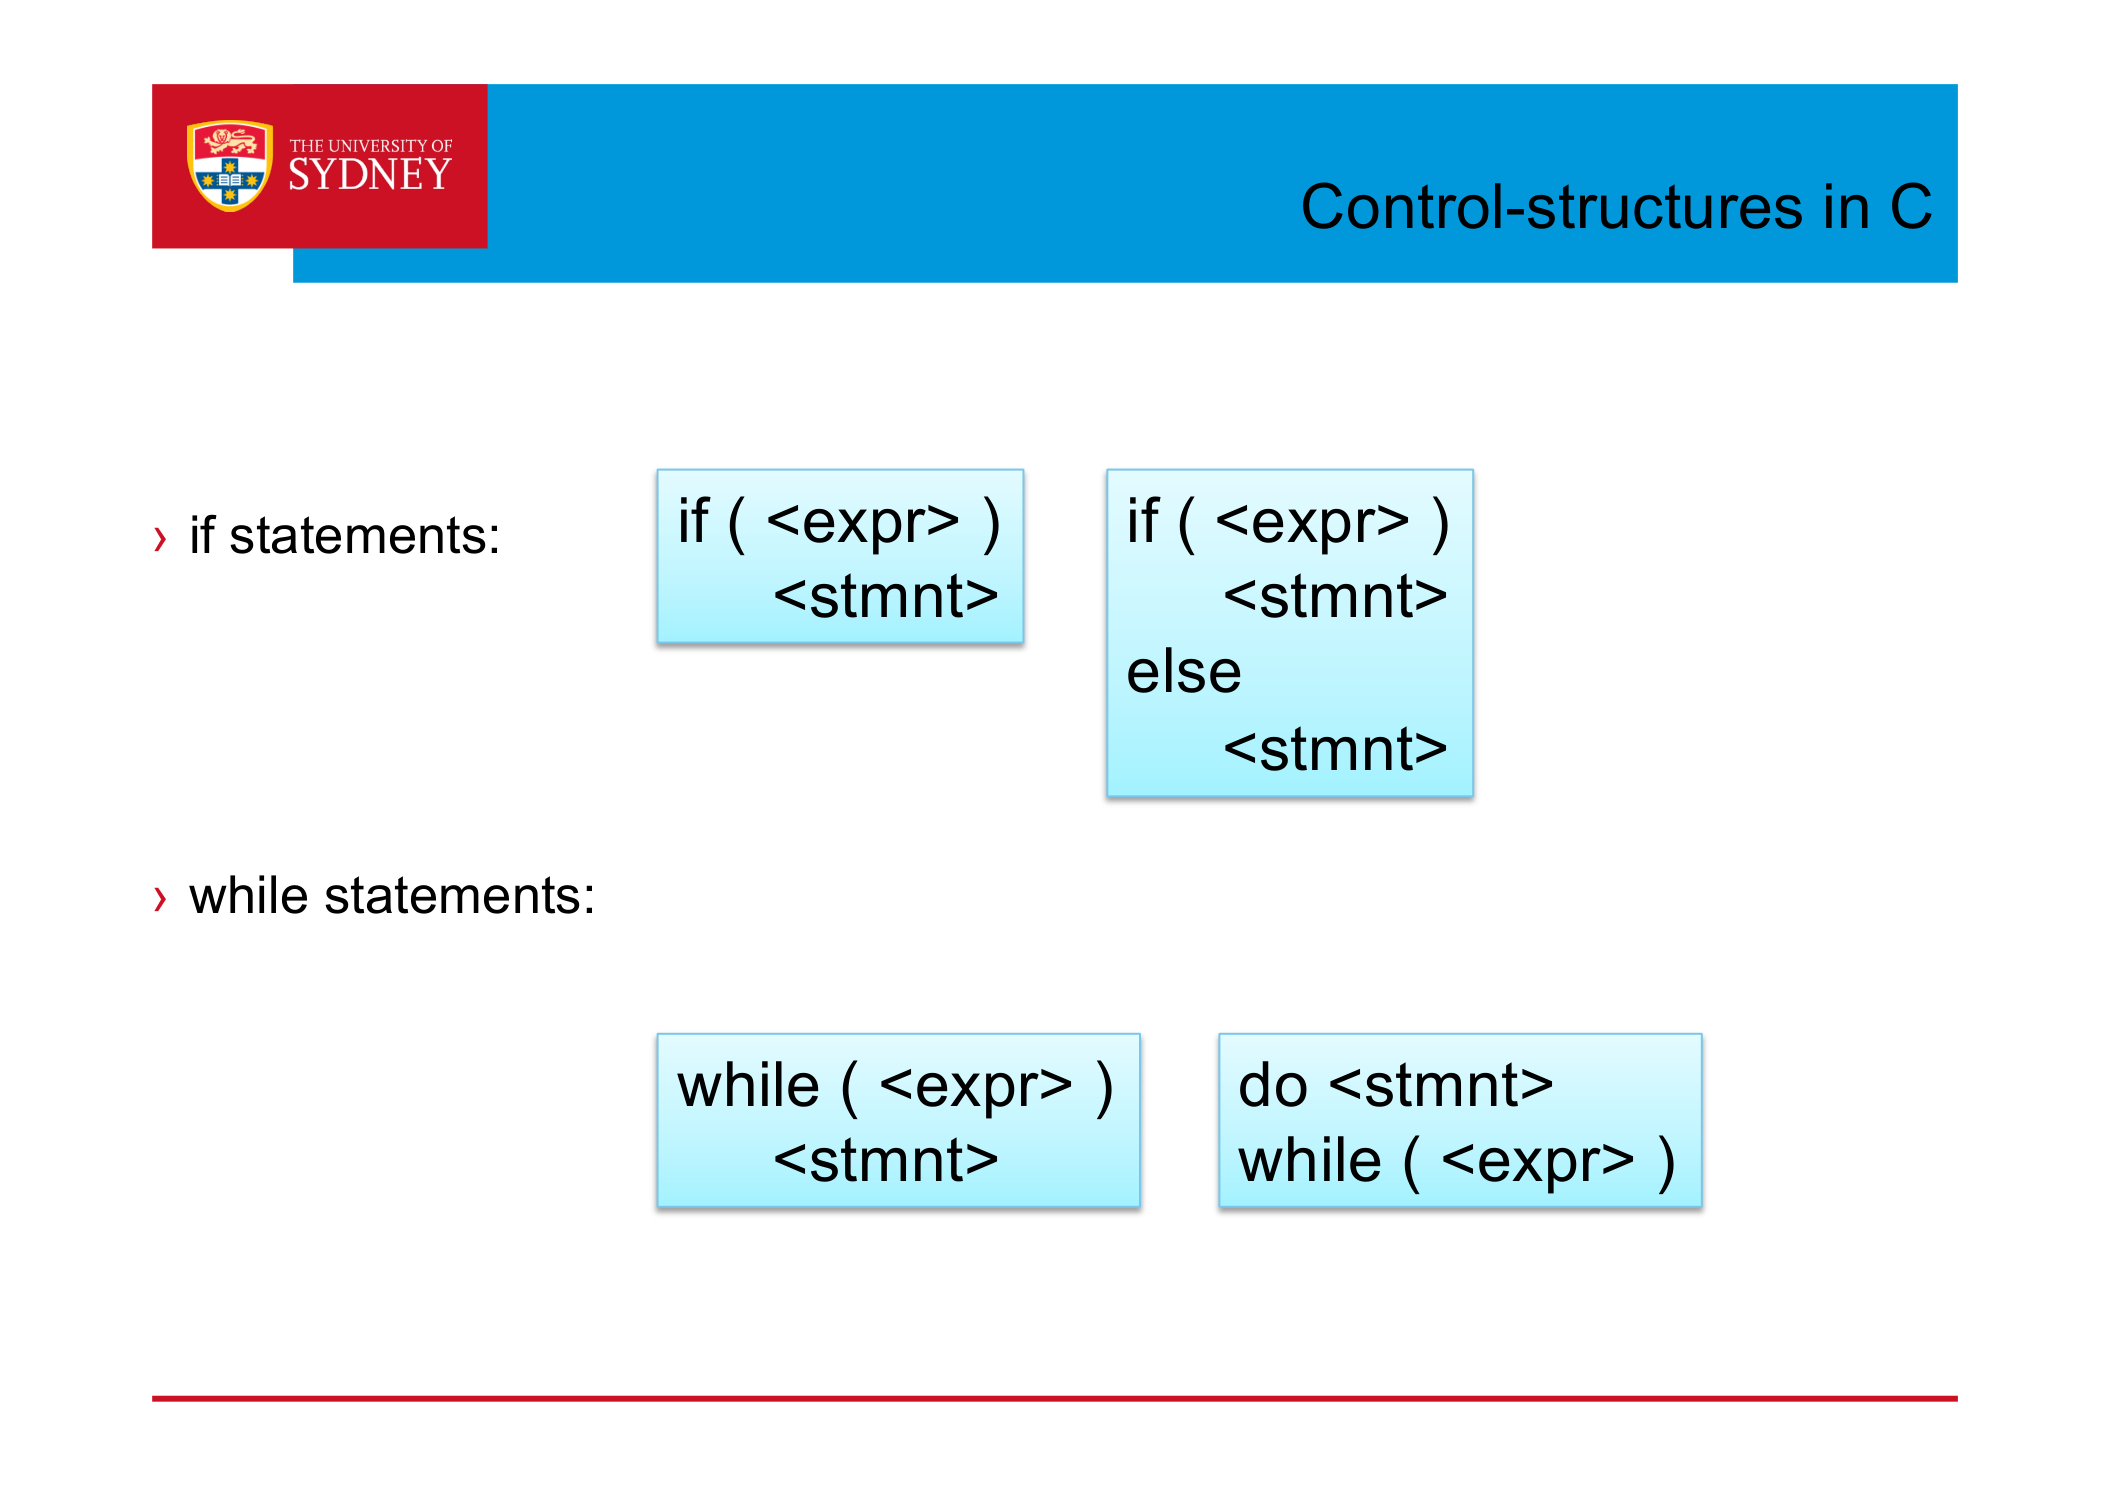 THE UNIVERSITY OF
SYDNEY
Control-structures in C
› if statements:
if ( <expr> )
<stmnt>
if ( <expr> )
<stmnt>
else
<stmnt>
› while statements:
while ( <expr> )
<stmnt>
do <stmnt>
while ( <expr> )